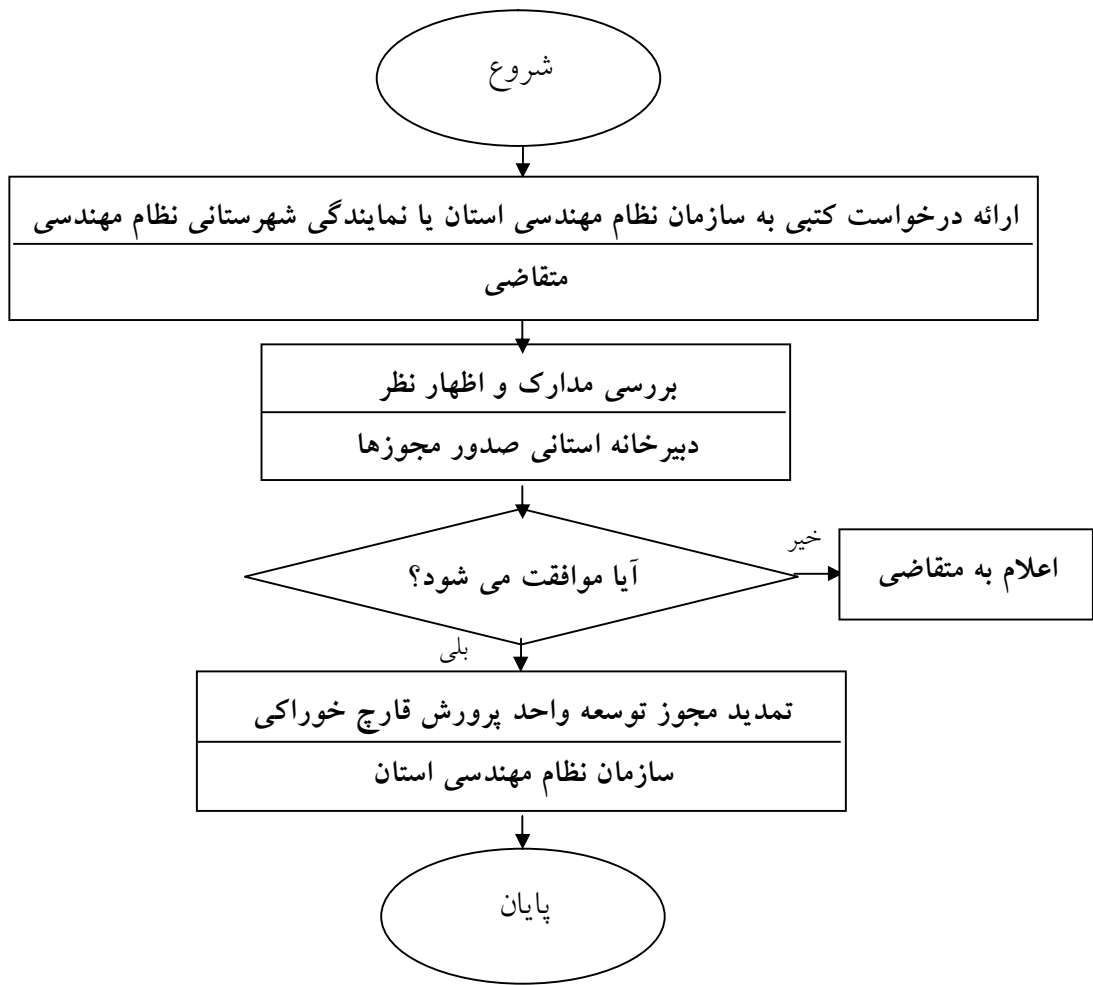 شروع
ارائه درخواست کتبی به سازمان نظام مهندسی استان یا نمایندگی شهرستانی نظام مهندسی
متقاضی
بررسی مدارک و اظهار نظر
دبیرخانه استانی صدور مجوزها
آیا موافقت می شود؟
خیر
اعلام به متقاضی
بلی
تمدید مجوز توسعه واحد پرورش قارچ خوراکی
سازمان نظام مهندسی استان
پایان